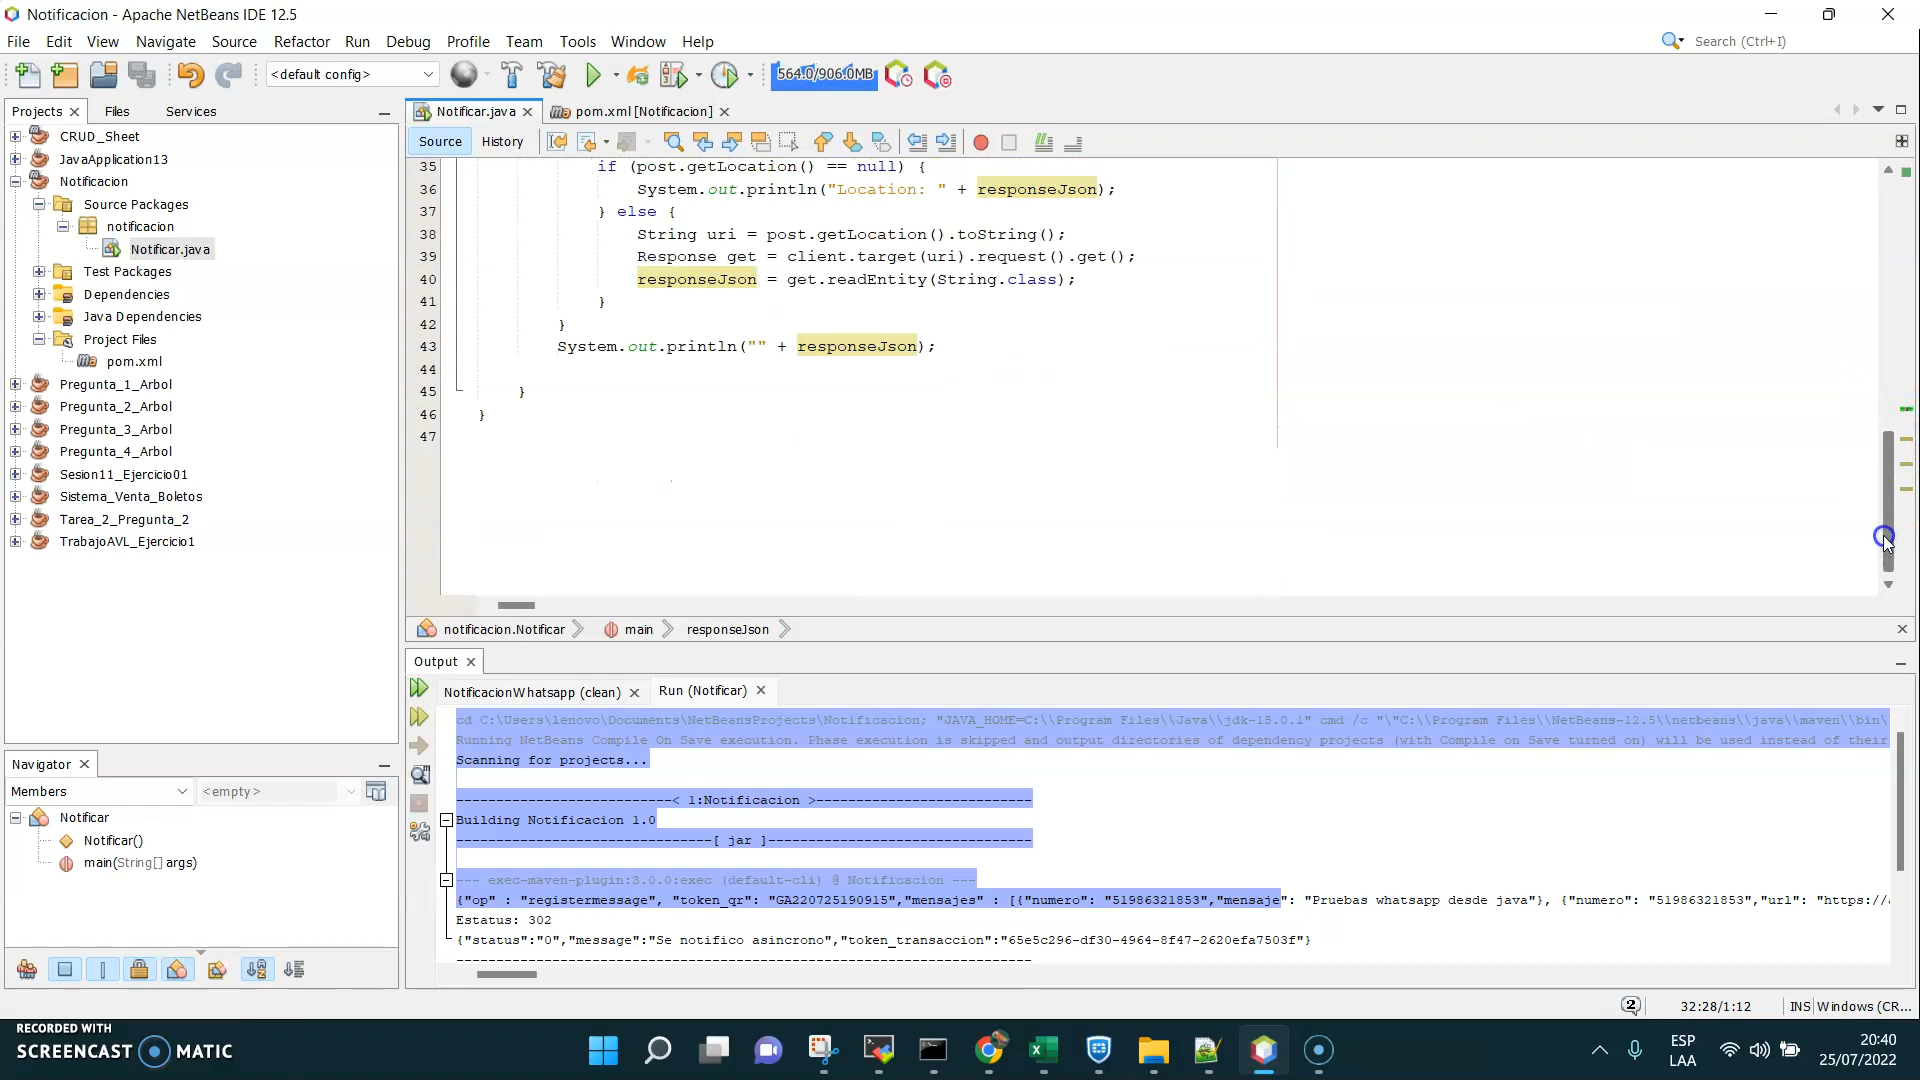 Notificacion - Apache NetBeans IDE 12.5
File Edit View Navigate Source Refactor Run Debug Profile Team Tools Window Help
Search (Ctrl+I)
<default config>
564.0/906.0MB
Projects Files Services
Notificar.java
pom.xml [Notificacion]
Source History
CRUD_Sheet
JavaApplication13
Notificacion
Source Packages
notificacion
Notificar.java
Test Packages
Dependencies
Java Dependencies
Project Files
pom.xml
Pregunta_1_Arbol
Pregunta_2_Arbol
Pregunta_3_Arbol
Pregunta_4_Arbol
Sesion11_Ejercicio01
Sistema_Venta_Boletos
Tarea_2_Pregunta_2
TrabajoAVL_Ejercicio1
35 if (post.getLocation() == null) {
36 System.out.println("Location: " + responseJson);
37 } else {
38 String uri = post.getLocation().toString();
39 Response get = client.target(uri).request().get();
40 responseJson = get.readEntity(String.class);
41 }
42 }
43 System.out.println("" + responseJson);
44
45 }
46 }
47
notificacion.Notificar main responseJson
Navigator
Members <empty>
Notificar
Notificar()
main(String[] args)
Output
NotificacionWhatsapp (clean) Run (Notificar)
cd C:\Users\lenovo\Documents\NetBeansProjects\Notificacion; "JAVA_HOME=C:\\Program Files\\Java\\jdk-15.0.1" cmd /c "\"C:\\Program Files\\NetBeans-12.5\\netbeans\\java\\maven\\bin\
Running NetBeans Compile On Save execution. Phase execution is skipped and output directories of dependency projects (with Compile on Save turned on) will be used instead of their
Scanning for projects...
---------------------------< 1:Notificacion >---------------------------
Building Notificacion 1.0
--------------------------------[ jar ]---------------------------------
--- exec-maven-plugin:3.0.0:exec (default-cli) @ Notificacion ---
{"op" : "registermessage", "token_qr": "GA220725190915","mensajes" : [{"numero": "51986321853","mensaje": "Pruebas whatsapp desde java"}, {"numero": "51986321853","url": "https://
Estatus: 302
{"status":"0","message":"Se notifico asincrono","token_transaccion":"65e5c296-df30-4964-8f47-2620efa7503f"}
------------------------------------------------------------------------
2 32:28/1:12 INS Windows (CR...
RECORDED WITH
SCREENCAST MATIC
ESP
LAA
20:40
25/07/2022